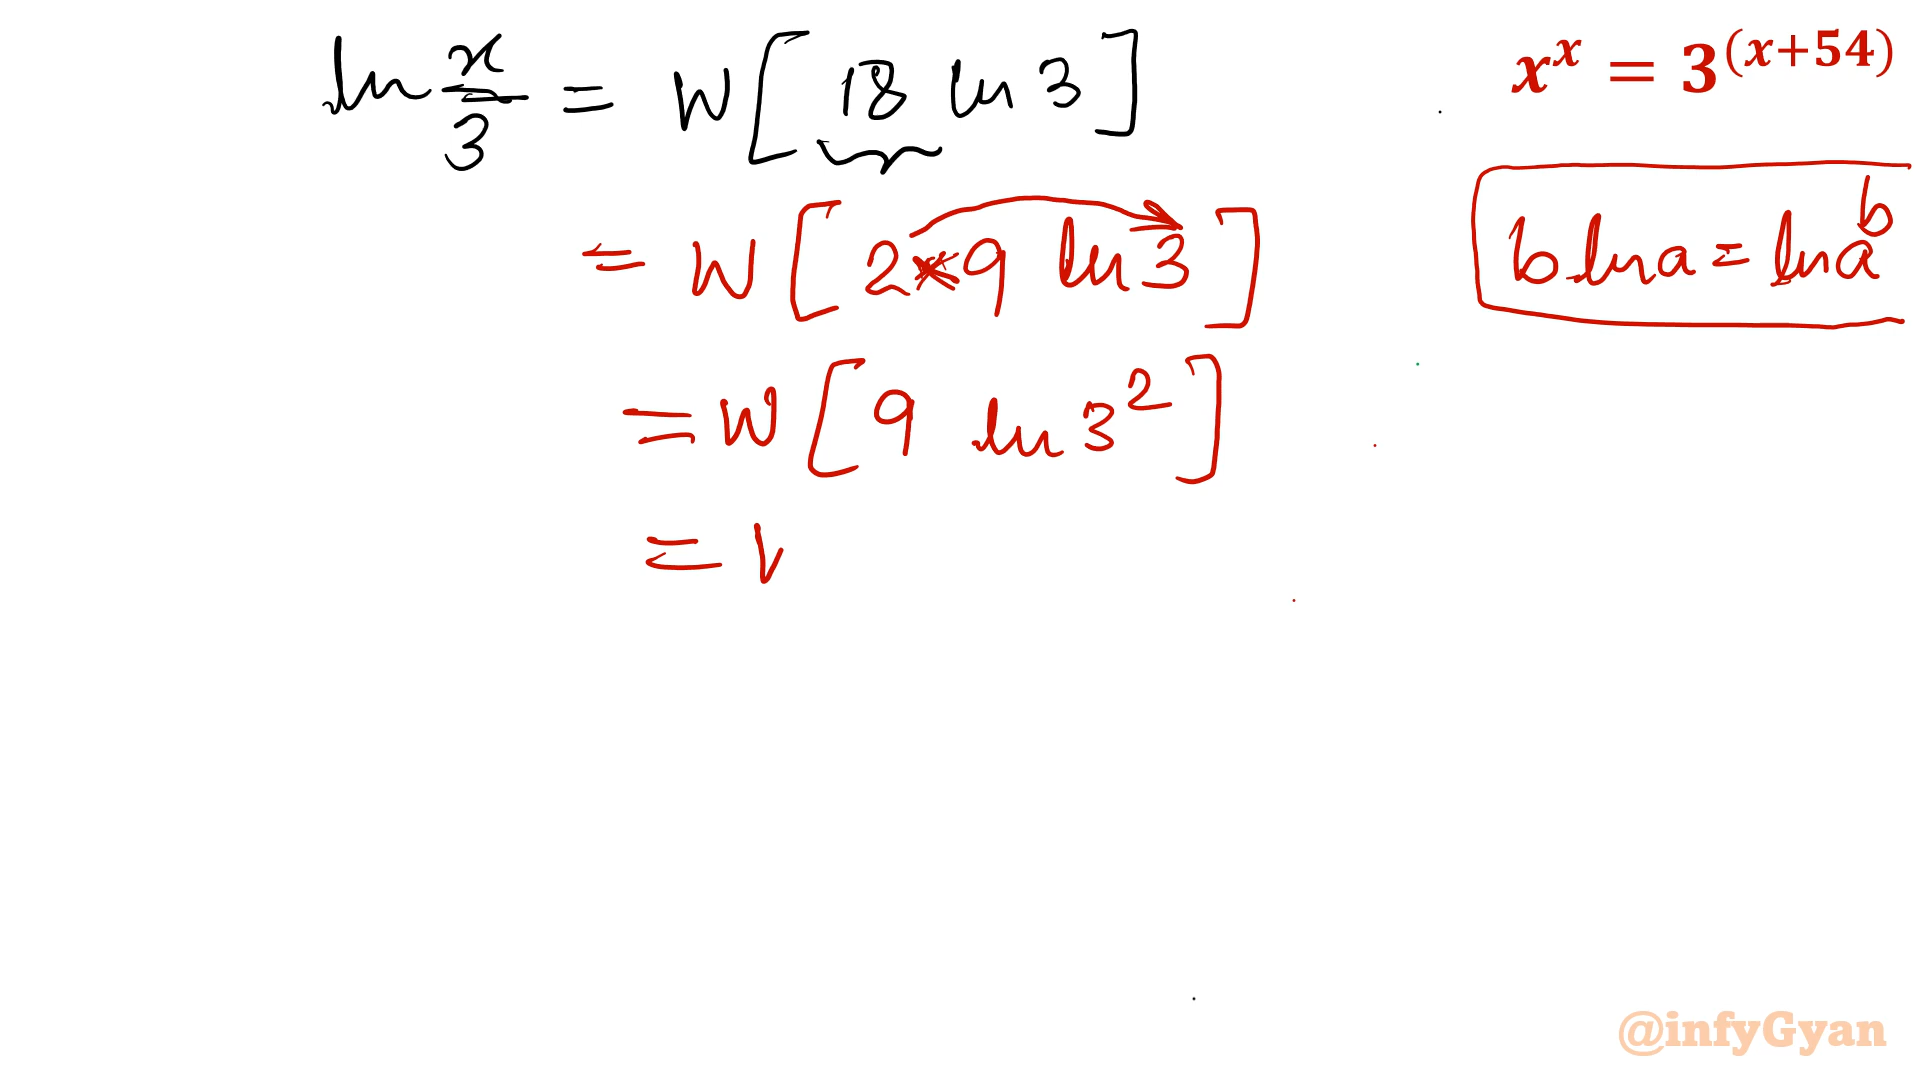 ln x/3 = W[18 ln 3]
x^x = 3^(x+54)
= W[2*9 ln 3]
b ln a = ln a^b
= W[9 ln 3^2]
=
@infyGyan